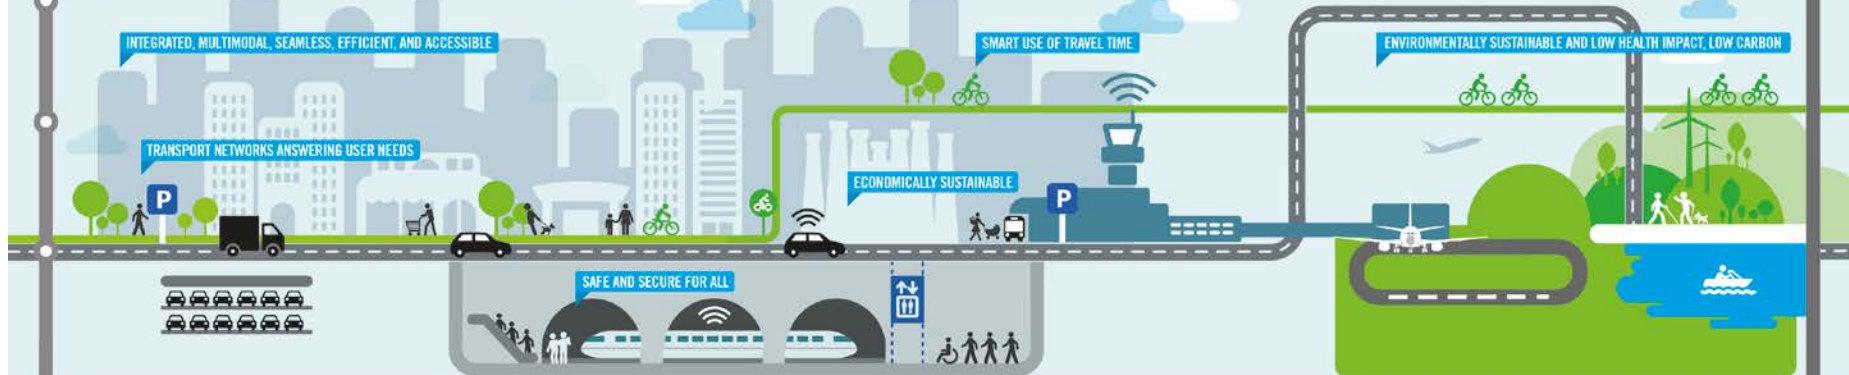 INTEGRATED, MULTIMODAL, SEAMLESS, EFFICIENT, AND ACCESSIBLE
SMART USE OF TRAVEL TIME
ENVIRONMENTALLY SUSTAINABLE AND LOW HEALTH IMPACT, LOW CARBON
TRANSPORT NETWORKS ANSWERING USER NEEDS
ECONOMICALLY SUSTAINABLE
P
P
SAFE AND SECURE FOR ALL